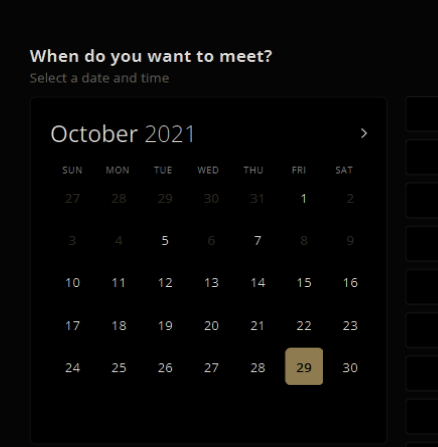 When do you want to meet?
Select a date and time
October 2021
SUN MON TUE WED THU FRI SAT
27 28 29 30 31 1 2
3 4 5 6 7 8 9
10 11 12 13 14 15 16
17 18 19 20 21 22 23
24 25 26 27 28 29 30